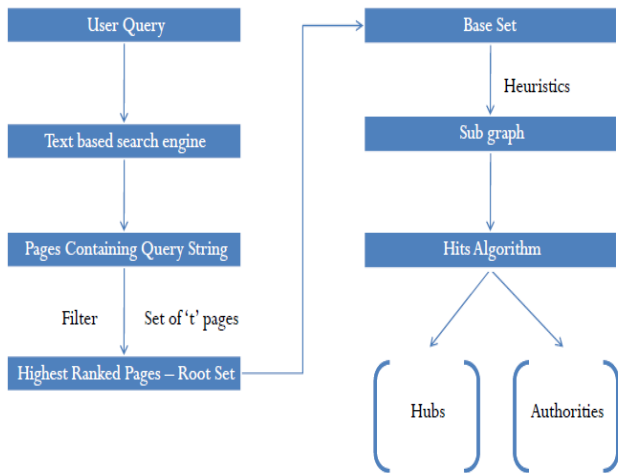 User Query
Text based search engine
Pages Containing Query String
Filter
Set of ‘t’ pages
Highest Ranked Pages – Root Set
Base Set
Heuristics
Sub graph
Hits Algorithm
Hubs
Authorities